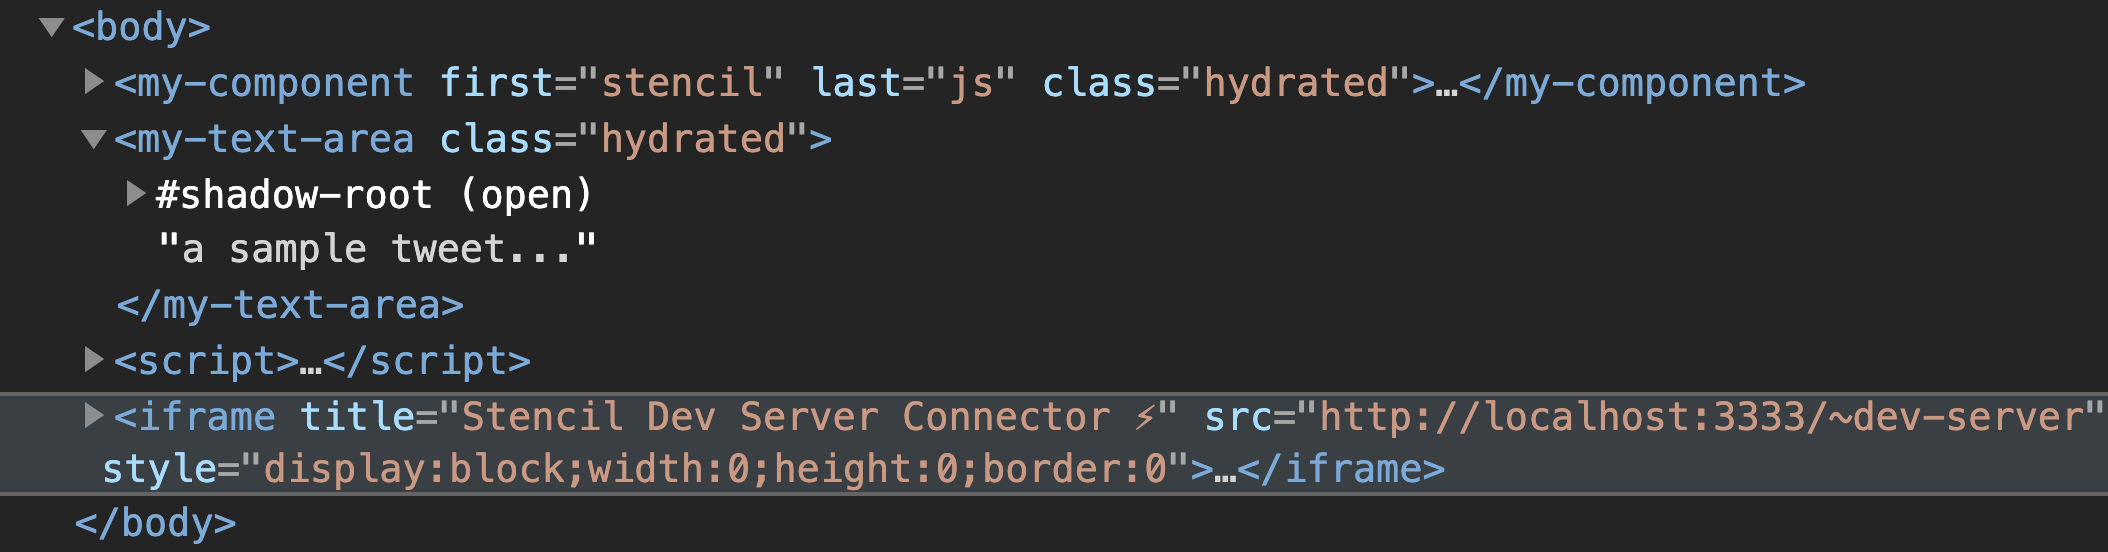 <body>
<my-component first="stencil" last="js" class="hydrated">…</my-component>
<my-text-area class="hydrated">
#shadow-root (open)
"a sample tweet..."
</my-text-area>
<script>…</script>
<iframe title="Stencil Dev Server Connector ⚡" src="http://localhost:3333/~dev-server"
style="display:block;width:0;height:0;border:0">…</iframe>
</body>